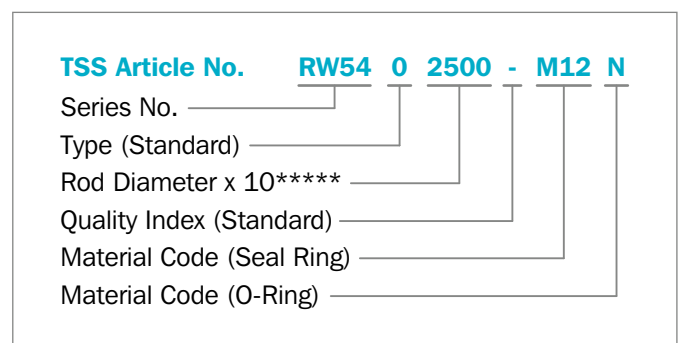 TSS Article No. RW54 0 2500 - M12 N
Series No.
Type (Standard)
Rod Diameter x 10*****
Quality Index (Standard)
Material Code (Seal Ring)
Material Code (O-Ring)